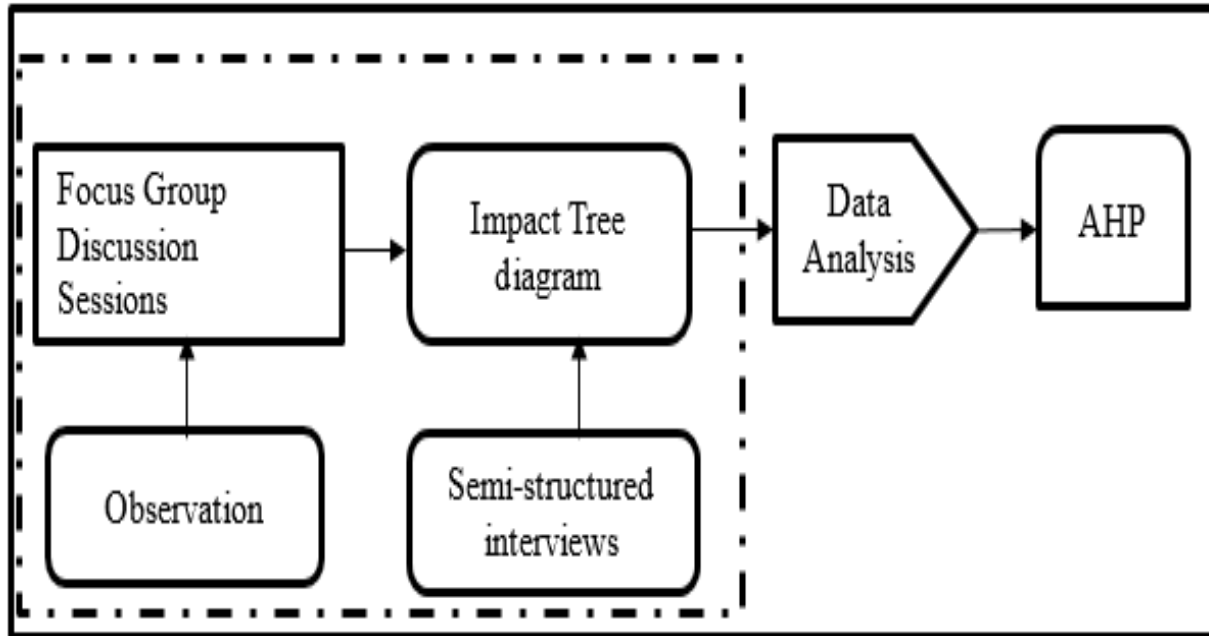 Focus Group
Discussion
Sessions
Impact Tree
diagram
Data
Analysis
AHP
Observation
Semi-structured
interviews